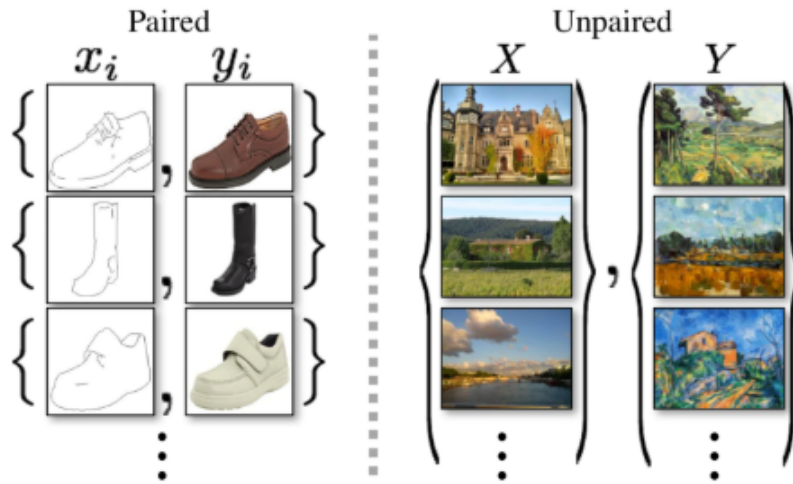 Paired
Unpaired
x_i
y_i
X
Y
{ , }
{ , }
{ , }
{ } , { }
⋮
⋮
⋮